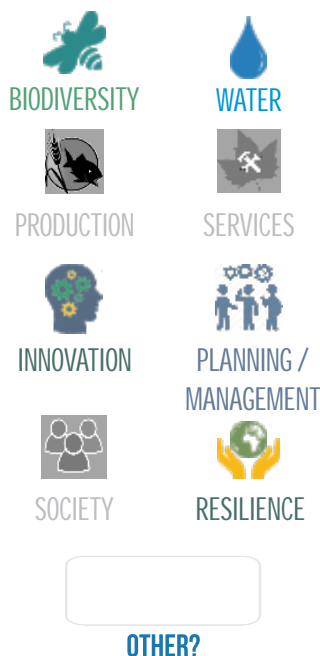 BIODIVERSITY
WATER
PRODUCTION
SERVICES
INNOVATION
PLANNING /
MANAGEMENT
SOCIETY
RESILIENCE
OTHER?